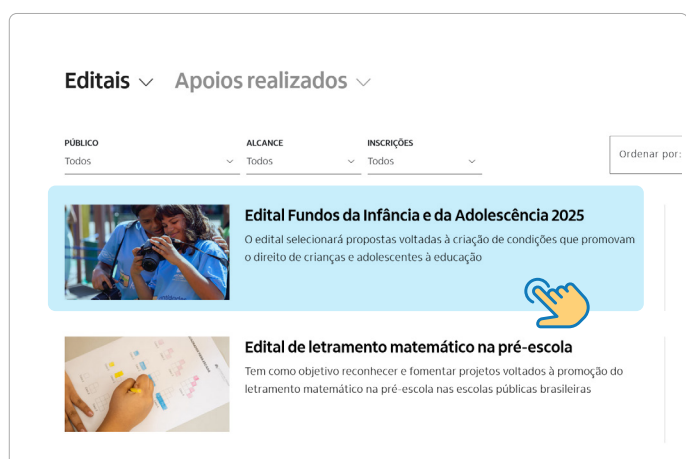 Editais Apoios realizados
PÚBLICO ALCANCE INSCRIÇÕES
Todos Todos Todos
Ordenar por:
Edital Fundos da Infância e da Adolescência 2025
O edital selecionará propostas voltadas à criação de condições que promovam
o direito de crianças e adolescentes à educação
Edital de letramento matemático na pré-escola
Tem como objetivo reconhecer e fomentar projetos voltados à promoção do
letramento matemático na pré-escola nas escolas públicas brasileiras